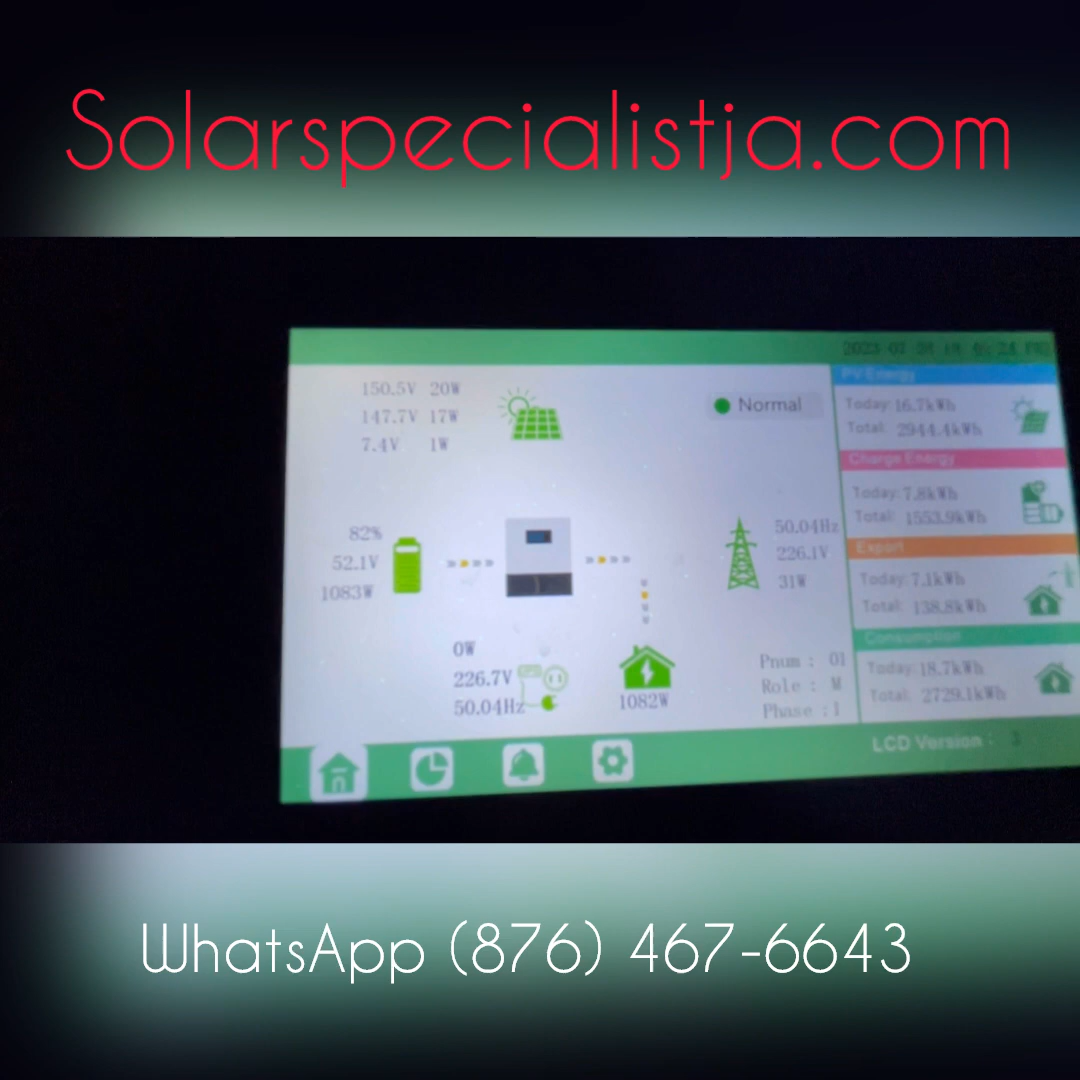 Solarspecialistja.com
PV Energy
150.5V 20W
147.7V 17W
7.4V 1W
Normal
Today: 16.7kWh
Total: 2944.4kWh
Charge Energy
Today: 7.8kWh
Total: 1553.9kWh
82%
52.1V
1083W
50.04Hz
226.1V
31W
Export
Today: 7.1kWh
Total: 138.8kWh
0W
226.7V
50.04Hz
1082W
Pnum : 01
Role : M
Phase :1
Consumption
Today: 18.7kWh
Total: 2729.1kWh
LCD Version :
WhatsApp (876) 467-6643